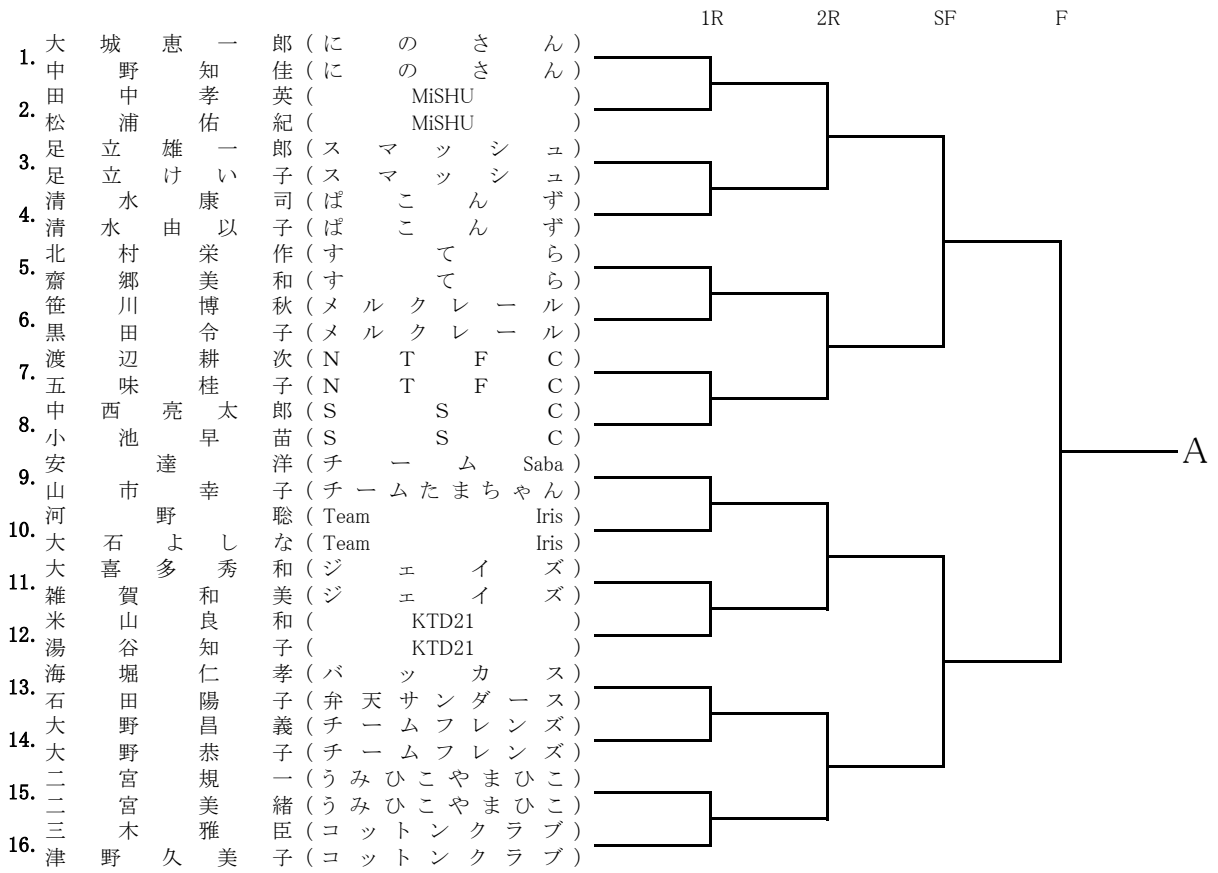 1R 2R SF F
1. 大城恵一郎(にのさん)
中野知佳(にのさん)
2. 田中孝英(MiSHU)
松浦佑紀(MiSHU)
3. 足立雄一郎(スマッシュ)
足立けい子(スマッシュ)
4. 清水康司(ぱこんず)
清水由以子(ぱこんず)
5. 北村栄作(すてら)
齋郷美和(すてら)
6. 笹川博秋(メルクレール)
黒田令子(メルクレール)
7. 渡辺耕次(NTFC)
五味桂子(NTFC)
8. 中西亮太郎(SSC)
小池早苗(SSC)
9. 安達洋(チームSaba)
山市幸子(チームたまちゃん)
10. 河野聡(Team Iris)
大石よしな(Team Iris)
11. 大喜多秀和(ジェイズ)
雑賀和美(ジェイズ)
12. 米山良和(KTD21)
湯谷知子(KTD21)
13. 海堀仁孝(バッカス)
石田陽子(弁天サンダース)
14. 大野昌義(チームフレンズ)
大野恭子(チームフレンズ)
15. 二宮規一(うみひこやまひこ)
二宮美緒(うみひこやまひこ)
16. 三木雅臣(コットンクラブ)
津野久美子(コットンクラブ)
A